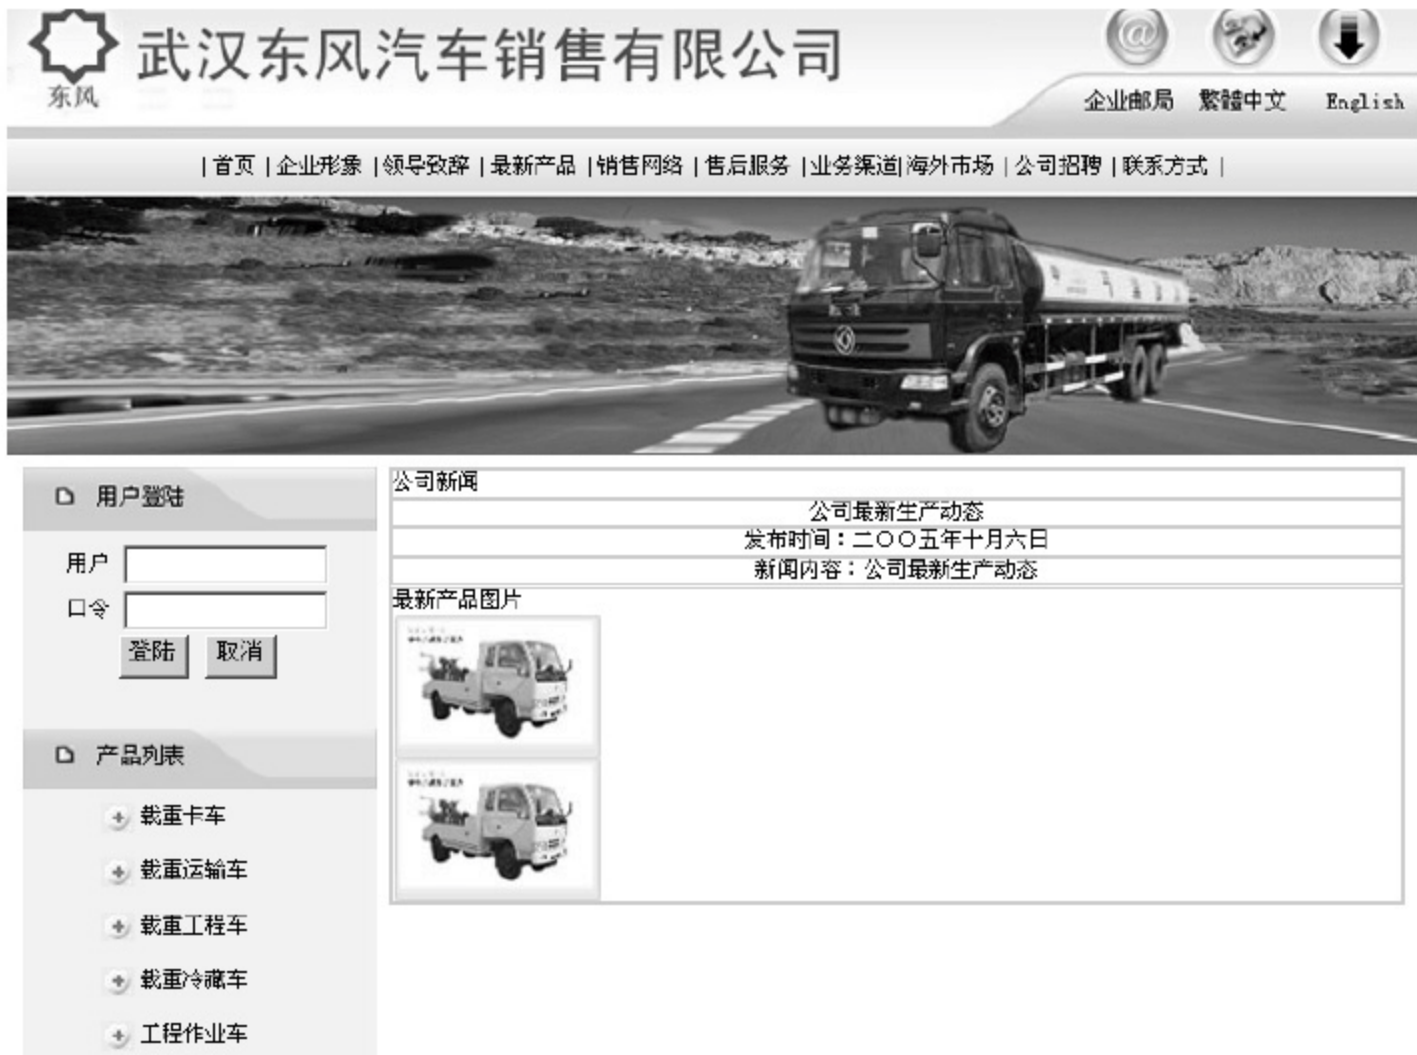 武汉东风汽车销售有限公司
东风
企业邮局 繁體中文 English
|首页|企业形象|领导致辞|最新产品|销售网络|售后服务|业务渠道|海外市场|公司招聘|联系方式|
用户登陆
用户
口令
登陆 取消
产品列表
载重卡车
载重运输车
载重工程车
载重冷藏车
工程作业车
公司新闻
公司最新生产动态
发布时间：二〇〇五年十月六日
新闻内容：公司最新生产动态
最新产品图片